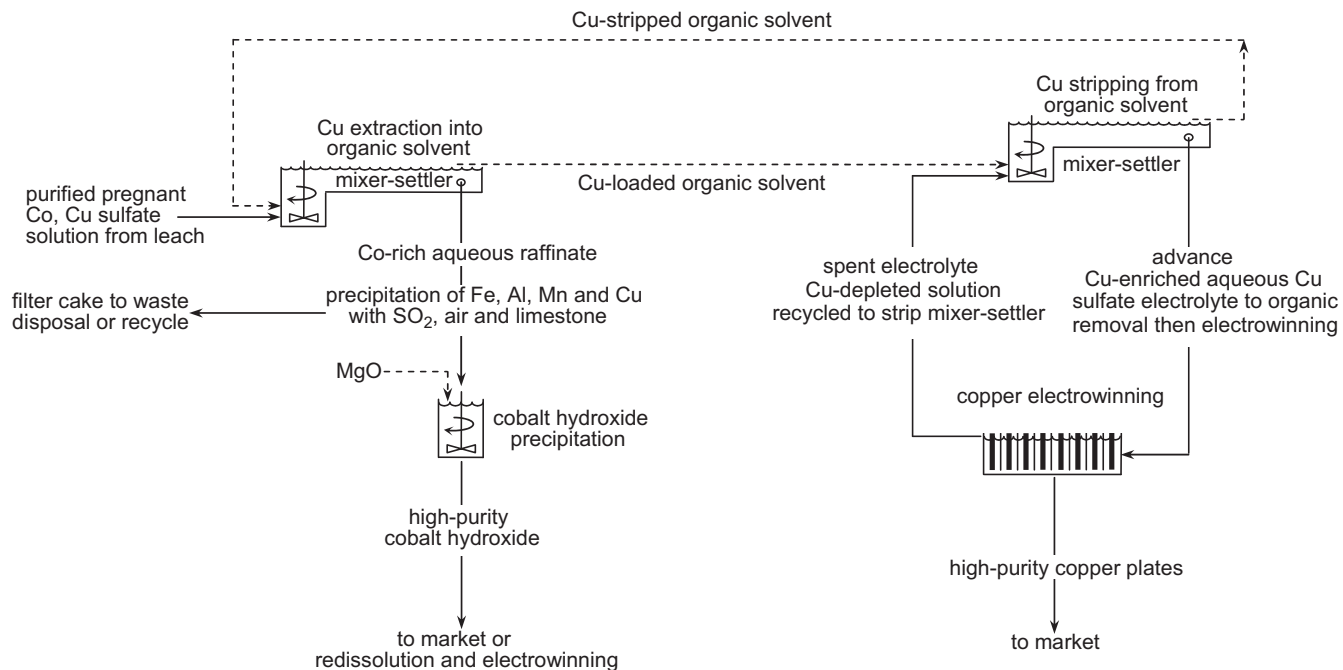 Cu-stripped organic solvent
Cu extraction into
organic solvent
mixer-settler
Cu-loaded organic solvent
Cu stripping from
organic solvent
mixer-settler
purified pregnant
Co, Cu sulfate
solution from leach
Co-rich aqueous raffinate
precipitation of Fe, Al, Mn and Cu
with SO₂, air and limestone
filter cake to waste
disposal or recycle
MgO
cobalt hydroxide
precipitation
high-purity
cobalt hydroxide
to market or
redissolution and electrowinning
spent electrolyte
Cu-depleted solution
recycled to strip mixer-settler
advance
Cu-enriched aqueous Cu
sulfate electrolyte to organic
removal then electrowinning
copper electrowinning
high-purity copper plates
to market